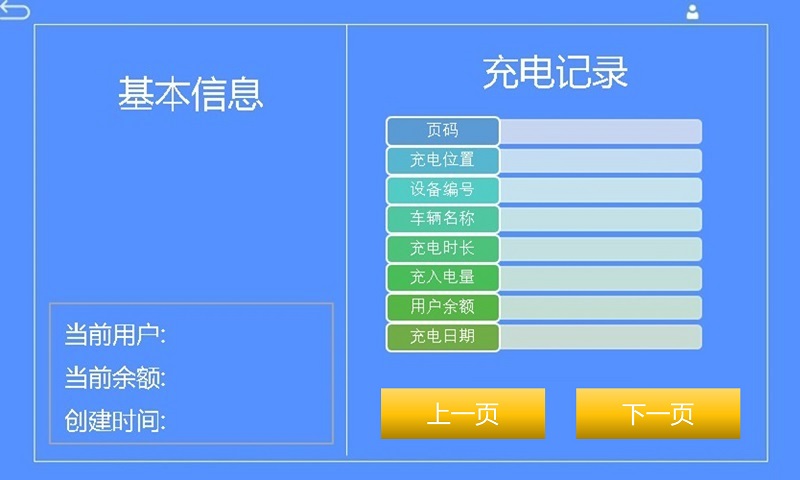 基本信息
当前用户:
当前余额:
创建时间:
充电记录
页码
充电位置
设备编号
车辆名称
充电时长
充入电量
用户余额
充电日期
上一页
下一页